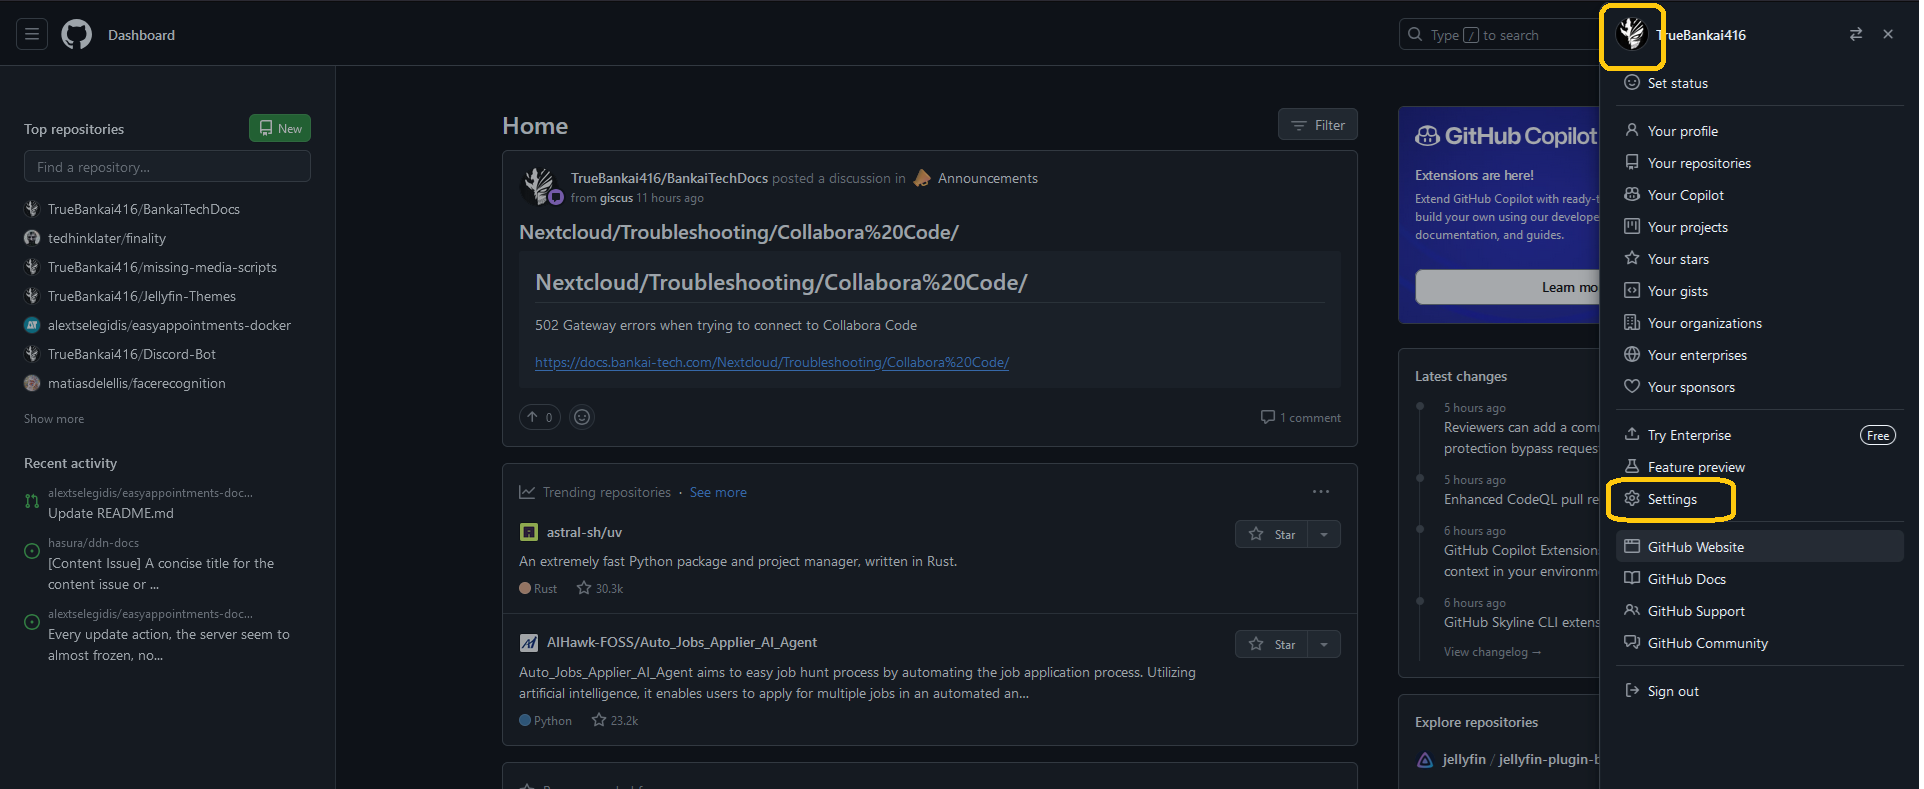 Dashboard
Type / to search
TrueBankai416
Set status
Your profile
Your repositories
Your Copilot
Your projects
Your stars
Your gists
Your organizations
Your enterprises
Your sponsors
Try Enterprise
Free
Feature preview
Settings
GitHub Website
GitHub Docs
GitHub Support
GitHub Community
Sign out
Top repositories
New
Find a repository...
TrueBankai416/BankaiTechDocs
tedhinklater/finality
TrueBankai416/missing-media-scripts
TrueBankai416/Jellyfin-Themes
alextselegidis/easyappointments-docker
TrueBankai416/Discord-Bot
matiasdelellis/facerecognition
Show more
Recent activity
alextselegidis/easyappointments-doc...
Update README.md
hasura/ddn-docs
[Content Issue] A concise title for the
content issue or ...
alextselegidis/easyappointments-doc...
Every update action, the server seem to
almost frozen, no...
Home
Filter
TrueBankai416/BankaiTechDocs posted a discussion in Announcements
from giscus 11 hours ago
Nextcloud/Troubleshooting/Collabora%20Code/
Nextcloud/Troubleshooting/Collabora%20Code/
502 Gateway errors when trying to connect to Collabora Code
https://docs.bankai-tech.com/Nextcloud/Troubleshooting/Collabora%20Code/
0
1 comment
Trending repositories · See more
astral-sh/uv
Star
An extremely fast Python package and project manager, written in Rust.
Rust 30.3k
AIHawk-FOSS/Auto_Jobs_Applier_AI_Agent
Star
Auto_Jobs_Applier_AI_Agent aims to easy job hunt process by automating the job application process. Utilizing
artificial intelligence, it enables users to apply for multiple jobs in an automated an...
Python 23.2k
GitHub Copilot
Extensions are here!
Extend GitHub Copilot with ready-t
build your own using our develope
documentation, and guides.
Learn mo
Latest changes
5 hours ago
Reviewers can add a com
protection bypass reques
5 hours ago
Enhanced CodeQL pull re
6 hours ago
GitHub Copilot Extension
context in your environm
6 hours ago
GitHub Skyline CLI extens
View changelog →
Explore repositories
jellyfin / jellyfin-plugin-b